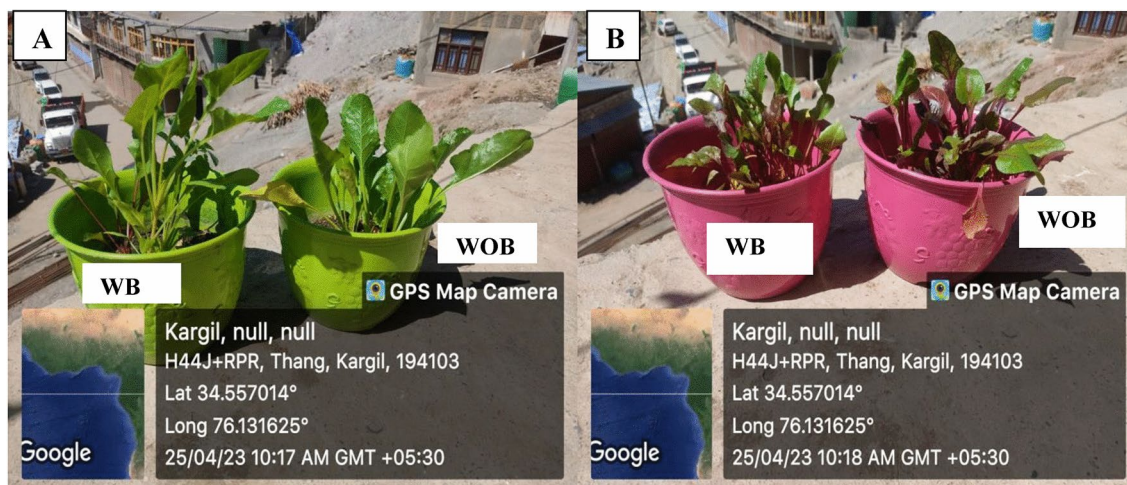 A
WB
WOB
GPS Map Camera
Kargil, null, null
H44J+RPR, Thang, Kargil, 194103
Lat 34.557014°
Long 76.131625°
25/04/23 10:17 AM GMT +05:30
Google
B
WB
WOB
GPS Map Camera
Kargil, null, null
H44J+RPR, Thang, Kargil, 194103
Lat 34.557014°
Long 76.131625°
25/04/23 10:18 AM GMT +05:30
Google